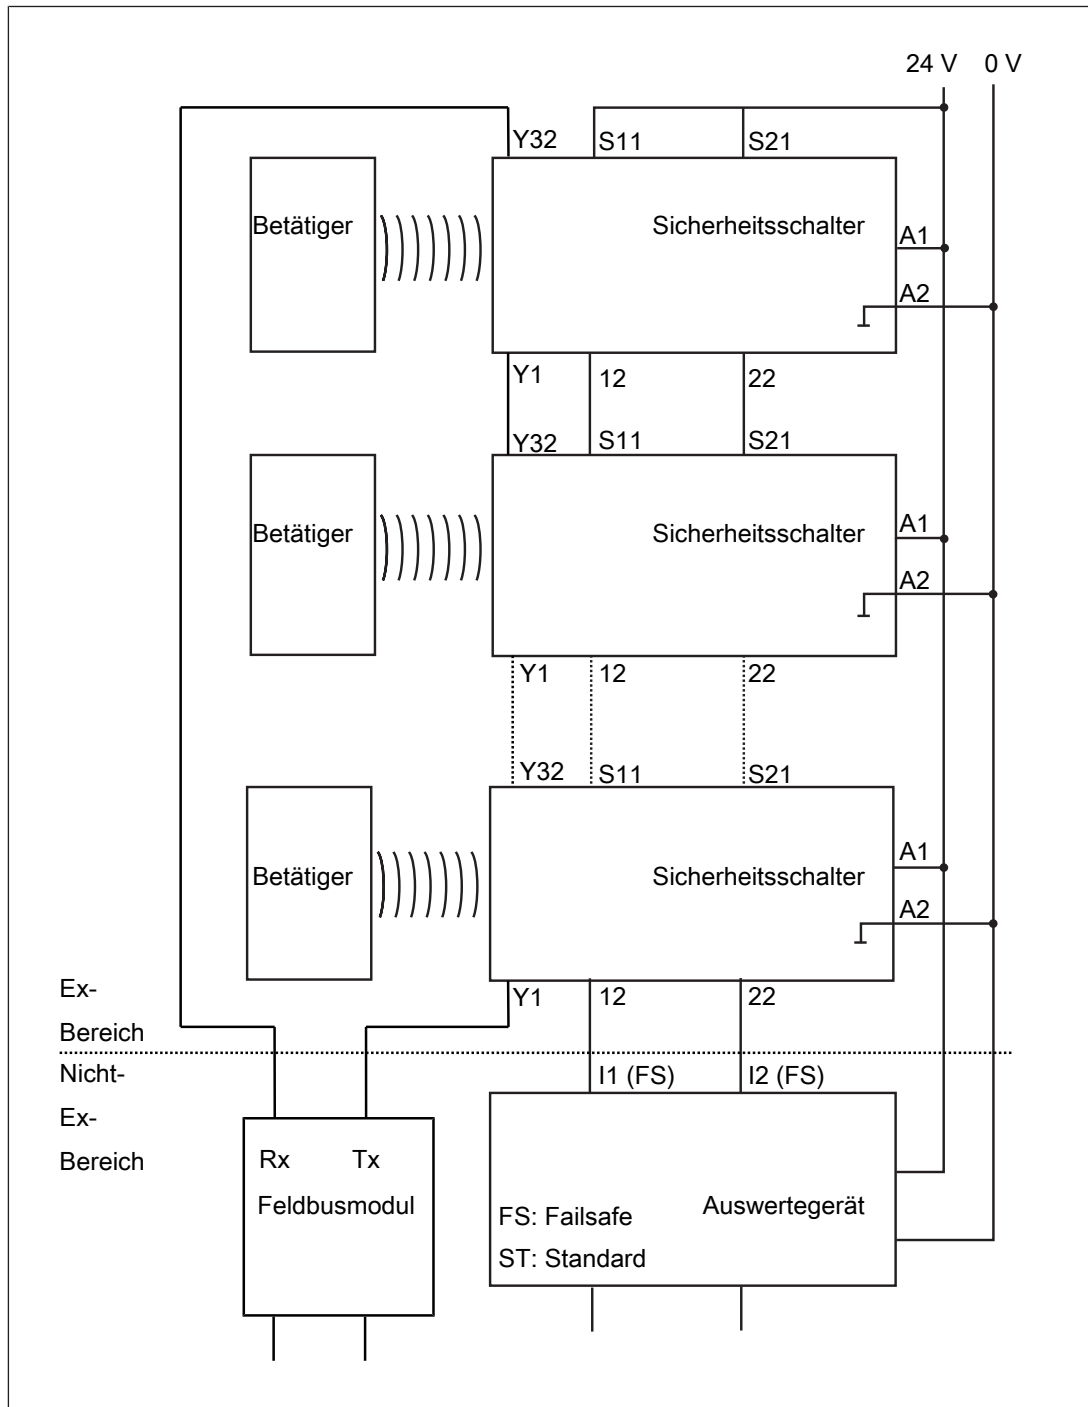 24 V 0 V
Y32 S11 S21
Betätiger Sicherheitsschalter
A1
A2
Y1 12 22
Y32 S11 S21
Betätiger Sicherheitsschalter
A1
A2
Y1 12 22
Y32 S11 S21
Betätiger Sicherheitsschalter
A1
A2
Y1 12 22
Ex-
Bereich
Nicht-
Ex-
Bereich
I1 (FS) I2 (FS)
Rx Tx
Feldbusmodul
FS: Failsafe
ST: Standard
Auswertegerät